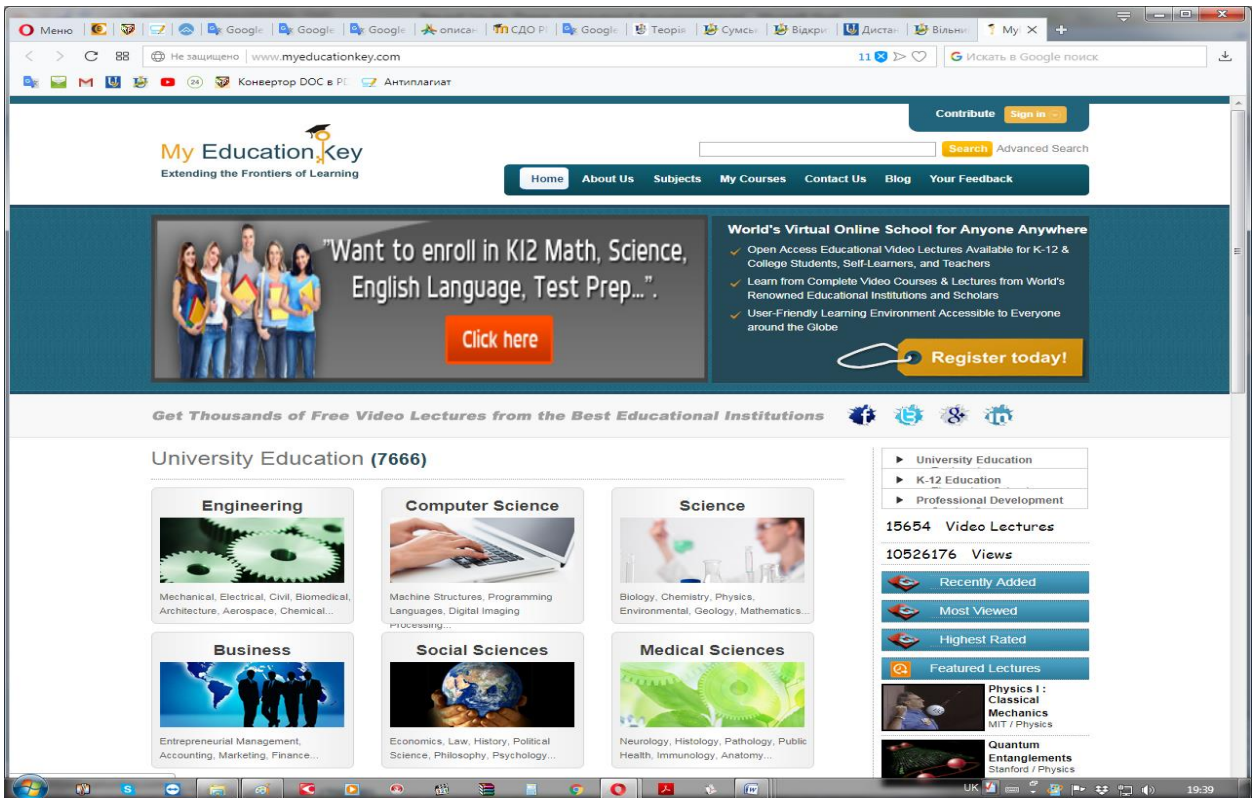 Меню
Google
Google
Google
описан
СДО Р
Google
Теорія
Сумсь
Відкри
Дистан
Вільни
My
88
Не защищено
www.myeducationkey.com
11
Искать в Google поиск
24
Конвертор DOC в
Антиплагиат
Contribute
Sign in
My Education Key
Extending the Frontiers of Learning
Search
Advanced Search
Home
About Us
Subjects
My Courses
Contact Us
Blog
Your Feedback
"Want to enroll in K12 Math, Science,
English Language, Test Prep...".
Click here
World's Virtual Online School for Anyone Anywhere
Open Access Educational Video Lectures Available for K-12 &
College Students, Self-Learners, and Teachers
Learn from Complete Video Courses & Lectures from World's
Renowned Educational Institutions and Scholars
User-Friendly Learning Environment Accessible to Everyone
around the Globe
Register today!
Get Thousands of Free Video Lectures from the Best Educational Institutions
University Education (7666)
Engineering
Mechanical, Electrical, Civil, Biomedical,
Architecture, Aerospace, Chemical...
Computer Science
Machine Structures, Programming
Languages, Digital Imaging
Processing...
Science
Biology, Chemistry, Physics,
Environmental, Geology, Mathematics...
Business
Entrepreneurial Management,
Accounting, Marketing, Finance...
Social Sciences
Economics, Law, History, Political
Science, Philosophy, Psychology...
Medical Sciences
Neurology, Histology, Pathology, Public
Health, Immunology, Anatomy...
University Education
K-12 Education
Professional Development
15654 Video Lectures
10526176 Views
Recently Added
Most Viewed
Highest Rated
Featured Lectures
Physics I :
Classical
Mechanics
MIT / Physics
Quantum
Entanglements
Stanford / Physics
UK
19:39